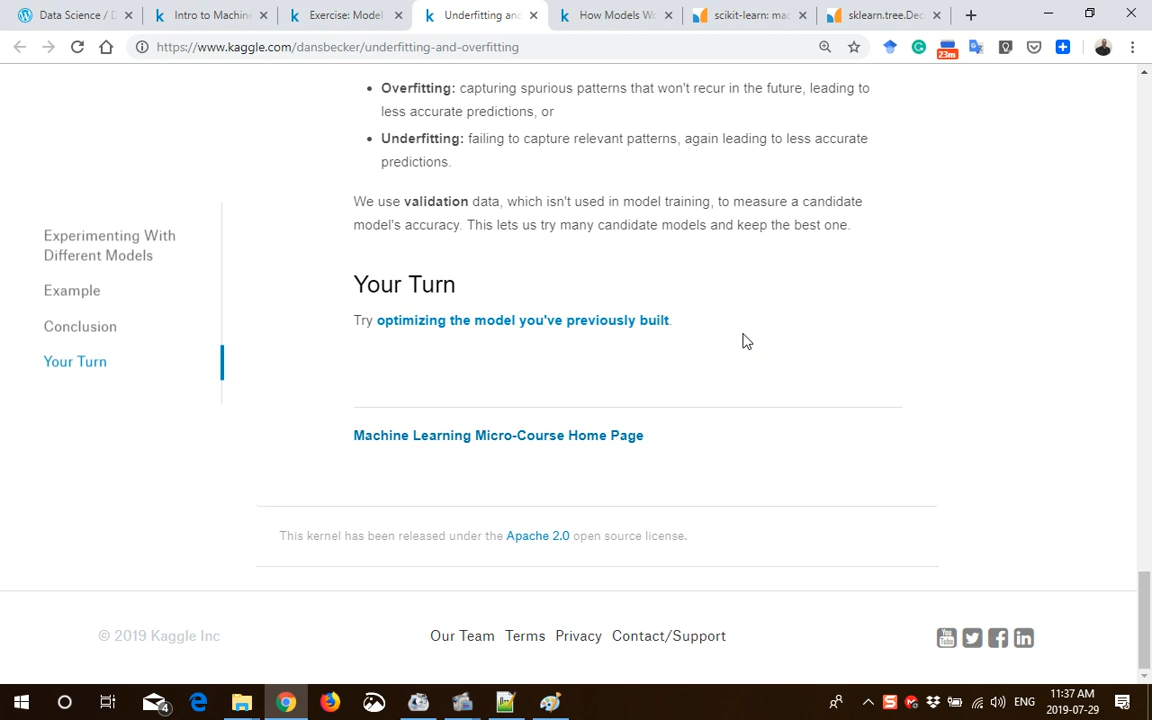 Data Science / D
Intro to Machine
Exercise: Model
Underfitting and
How Models Wo
scikit-learn: mac
sklearn.tree.Dec
https://www.kaggle.com/dansbecker/underfitting-and-overfitting
23m
Overfitting: capturing spurious patterns that won't recur in the future, leading to
less accurate predictions, or
Underfitting: failing to capture relevant patterns, again leading to less accurate
predictions.
We use validation data, which isn't used in model training, to measure a candidate
model's accuracy. This lets us try many candidate models and keep the best one.
Experimenting With
Different Models
Example
Conclusion
Your Turn
Your Turn
Try optimizing the model you've previously built.
Machine Learning Micro-Course Home Page
This kernel has been released under the Apache 2.0 open source license.
© 2019 Kaggle Inc
Our Team Terms Privacy Contact/Support
4
ENG
11:37 AM
2019-07-29